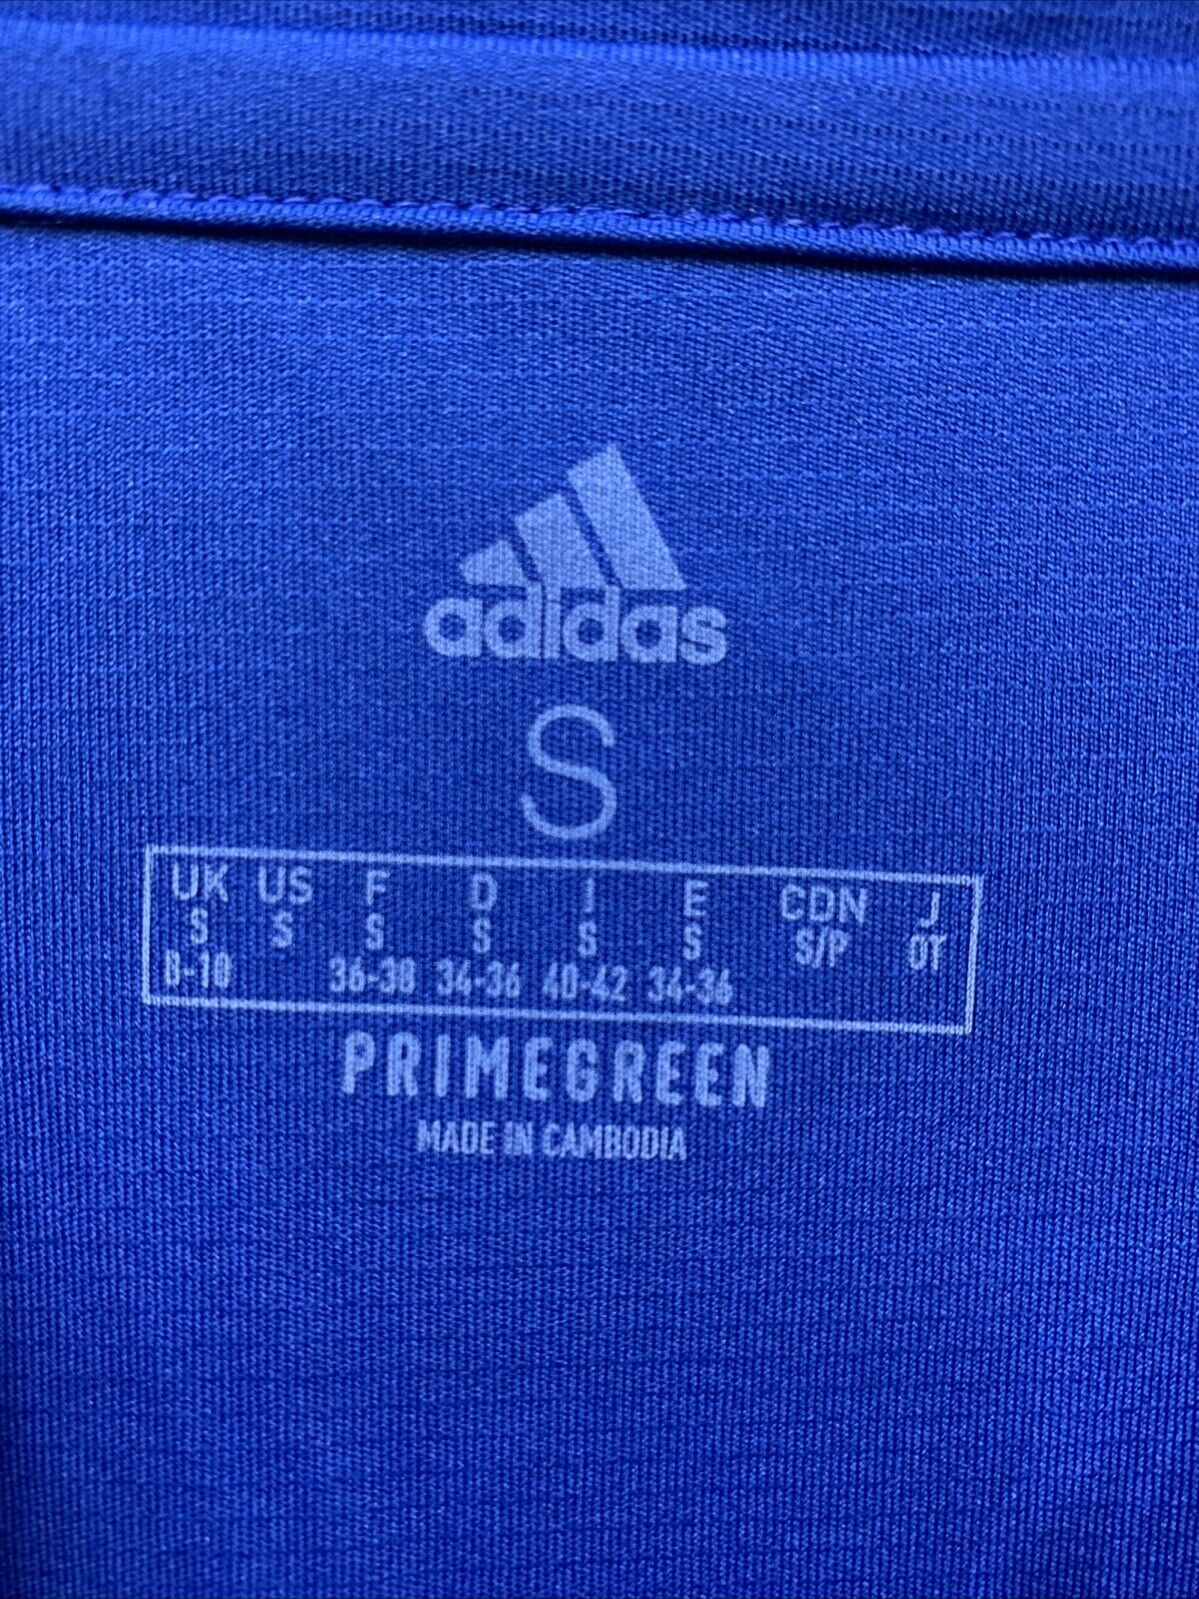 adidas
S
UK US F D I E CDN J
S S S S S S S/P OT
8-10 36-38 34-36 40-42 34-36
PRIMEGREEN
MADE IN CAMBODIA